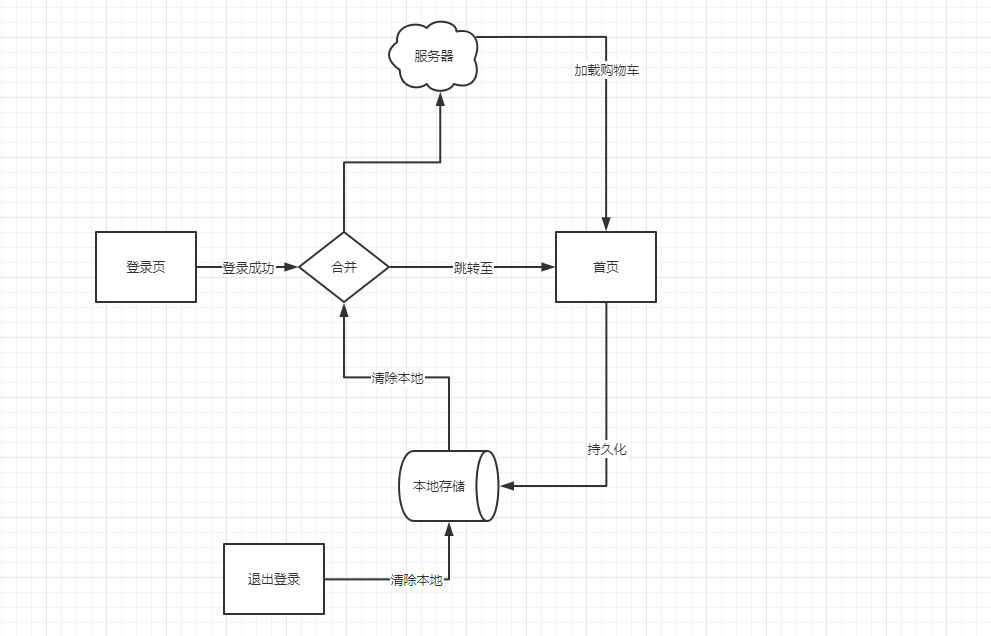 服务器
加载购物车
登录页
登录成功
合并
跳转至
首页
清除本地
持久化
本地存储
退出登录
清除本地